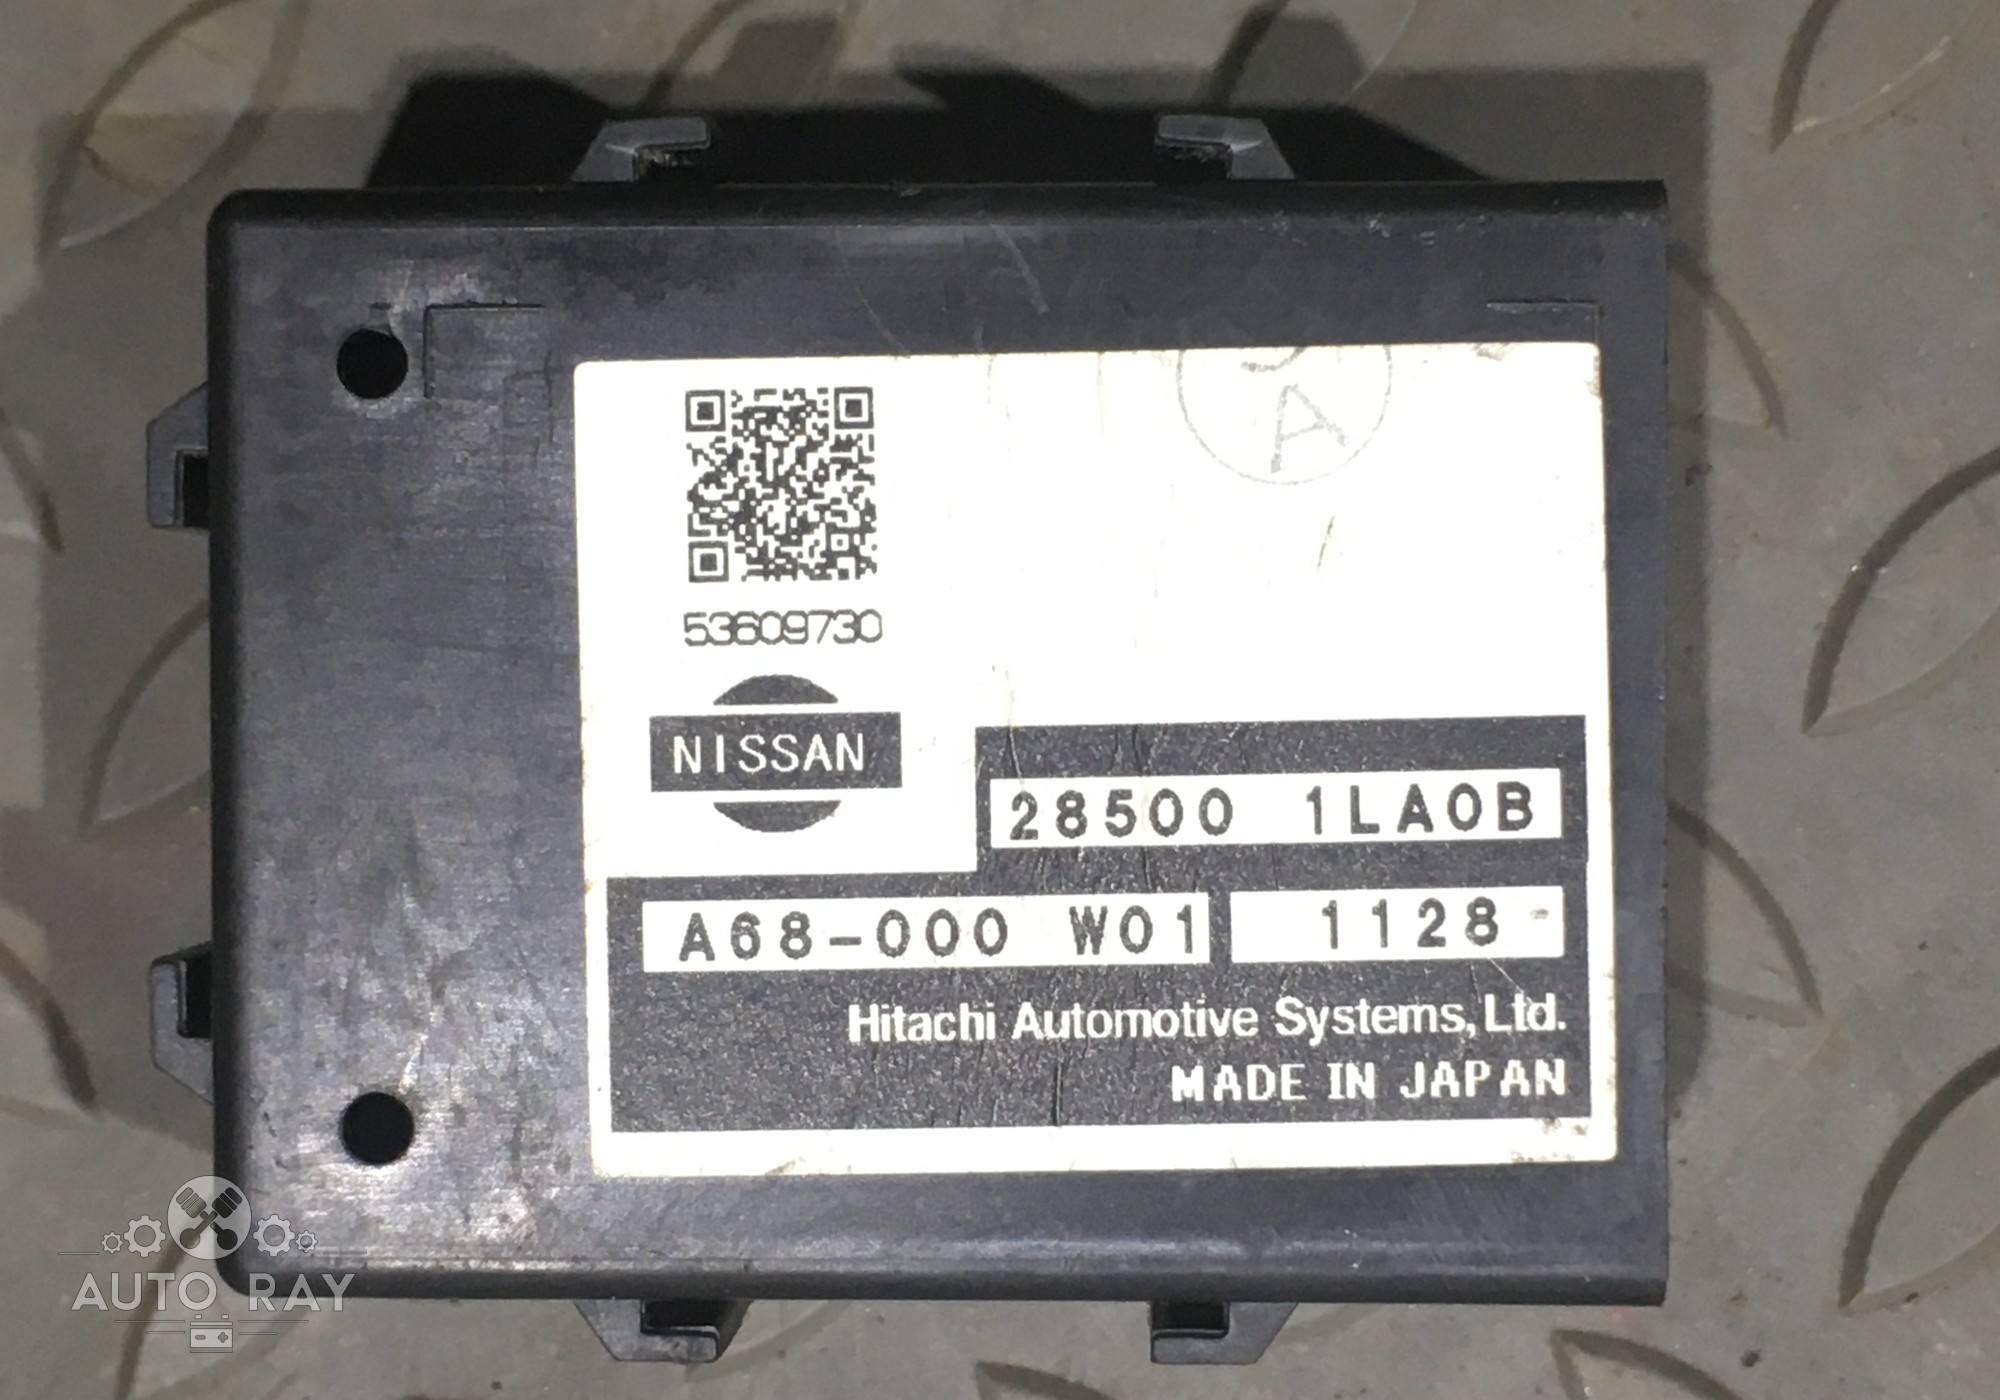 A
53609730
NISSAN
28500 1LA0B
A68-000 W01 1128
Hitachi Automotive Systems, Ltd.
MADE IN JAPAN
AUTO RAY